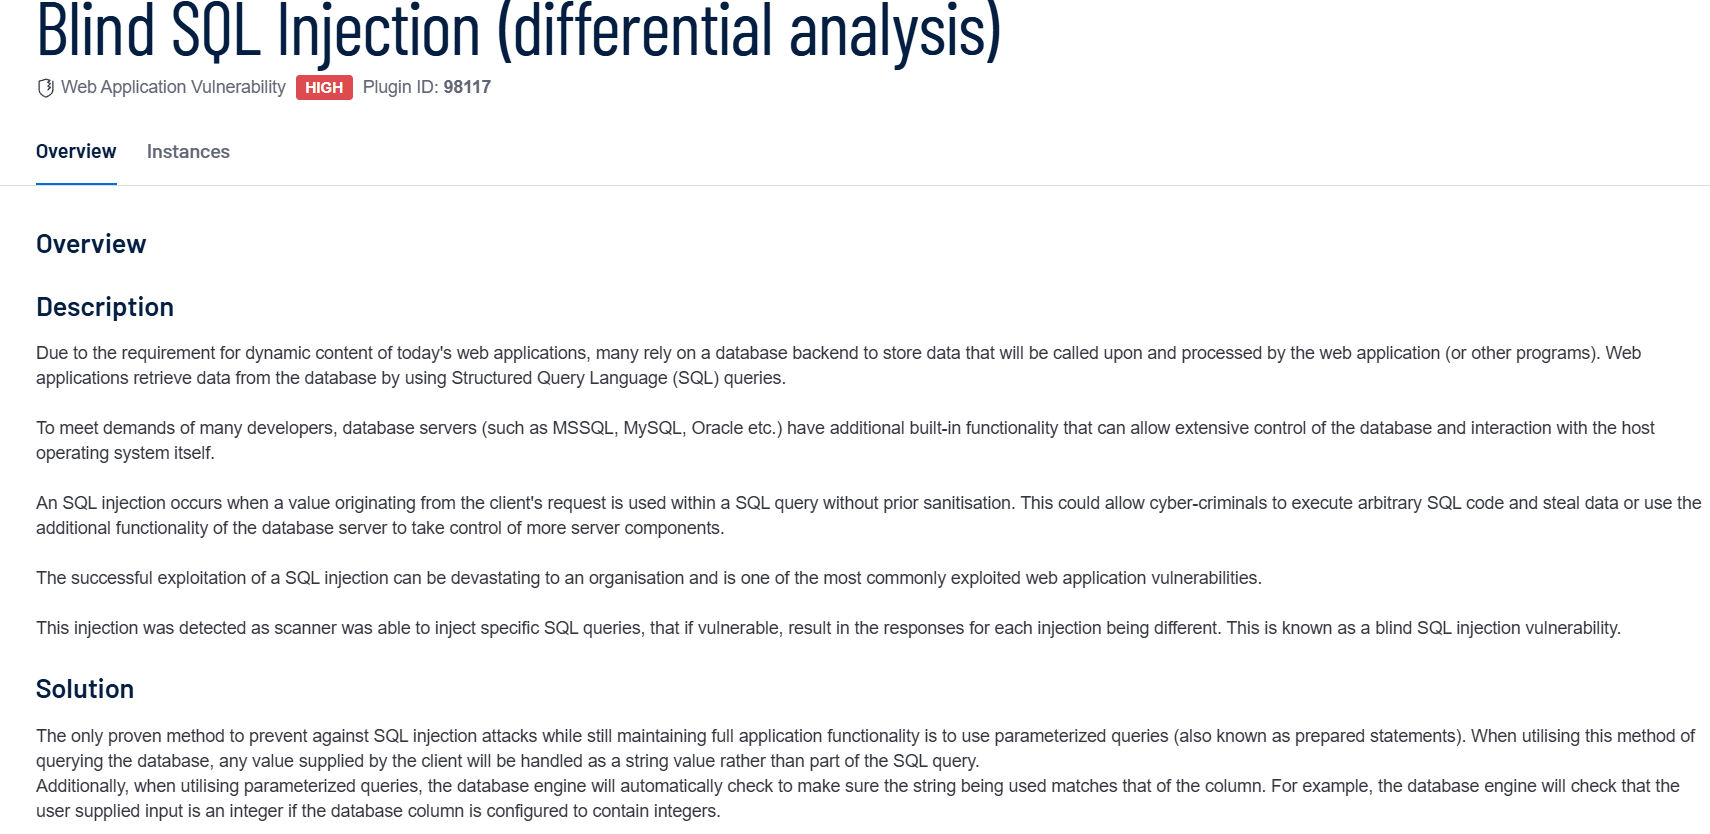 Blind SQL Injection (differential analysis)
Web Application Vulnerability HIGH Plugin ID: 98117
Overview Instances
Overview
Description
Due to the requirement for dynamic content of today's web applications, many rely on a database backend to store data that will be called upon and processed by the web application (or other programs). Web
applications retrieve data from the database by using Structured Query Language (SQL) queries.
To meet demands of many developers, database servers (such as MSSQL, MySQL, Oracle etc.) have additional built-in functionality that can allow extensive control of the database and interaction with the host
operating system itself.
An SQL injection occurs when a value originating from the client's request is used within a SQL query without prior sanitisation. This could allow cyber-criminals to execute arbitrary SQL code and steal data or use the
additional functionality of the database server to take control of more server components.
The successful exploitation of a SQL injection can be devastating to an organisation and is one of the most commonly exploited web application vulnerabilities.
This injection was detected as scanner was able to inject specific SQL queries, that if vulnerable, result in the responses for each injection being different. This is known as a blind SQL injection vulnerability.
Solution
The only proven method to prevent against SQL injection attacks while still maintaining full application functionality is to use parameterized queries (also known as prepared statements). When utilising this method of
querying the database, any value supplied by the client will be handled as a string value rather than part of the SQL query.
Additionally, when utilising parameterized queries, the database engine will automatically check to make sure the string being used matches that of the column. For example, the database engine will check that the
user supplied input is an integer if the database column is configured to contain integers.